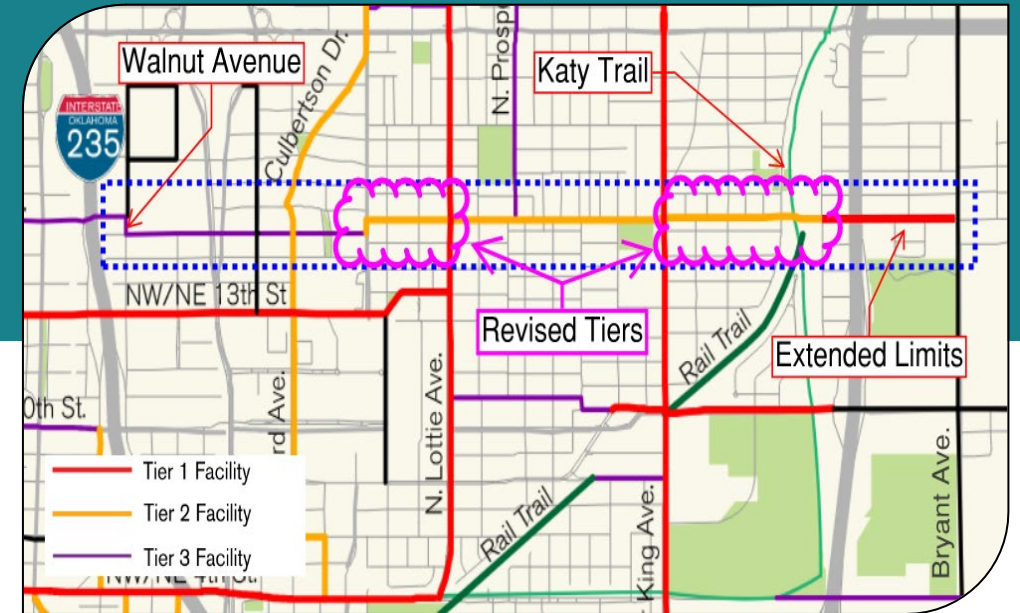 Walnut Avenue
Culbertson Dr.
N. Prosp
Katy Trail
INTERSTATE
OKLAHOMA
235
NW/NE 13th St
Revised Tiers
Rail Trail
Extended Limits
0th St.
rd Ave.
N. Lottie Ave.
Tier 1 Facility
Tier 2 Facility
Tier 3 Facility
Rail Trail
King Ave.
Bryant Ave.
NW/NE 4th St.